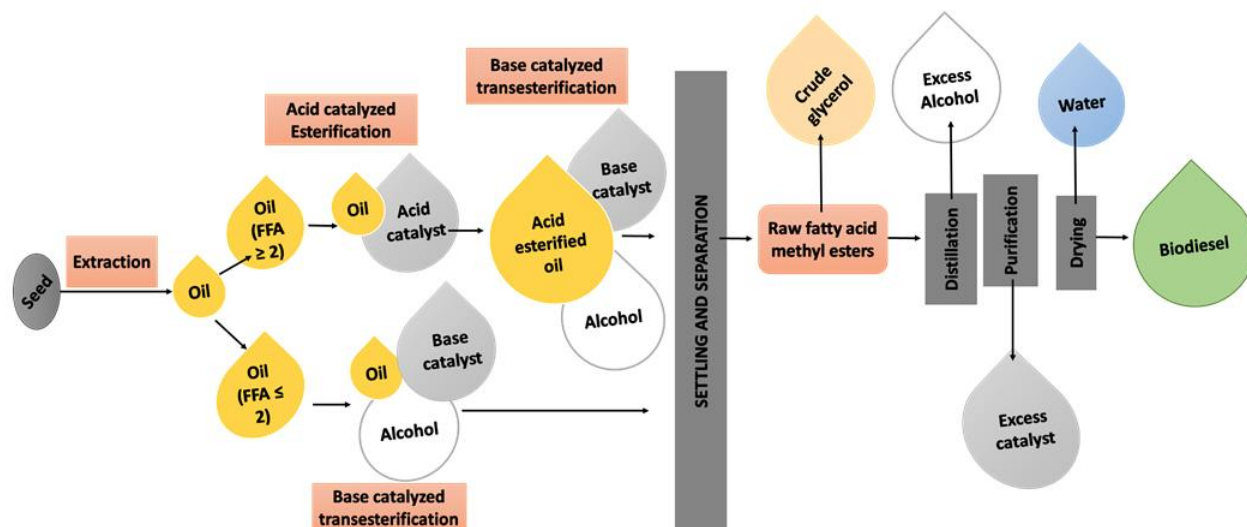 Seed
Extraction
Oil
Oil
(FFA
≥ 2)
Oil
(FFA ≤
2)
Acid catalyzed
Esterification
Oil
Acid
catalyst
Base catalyzed
transesterification
Base
catalyst
Acid
esterified
oil
Alcohol
Oil
Base
catalyst
Alcohol
Base catalyzed
transesterification
SETTLING AND SEPARATION
Crude
glycerol
Raw fatty acid
methyl esters
Excess
Alcohol
Distillation
Purification
Excess
catalyst
Water
Drying
Biodiesel